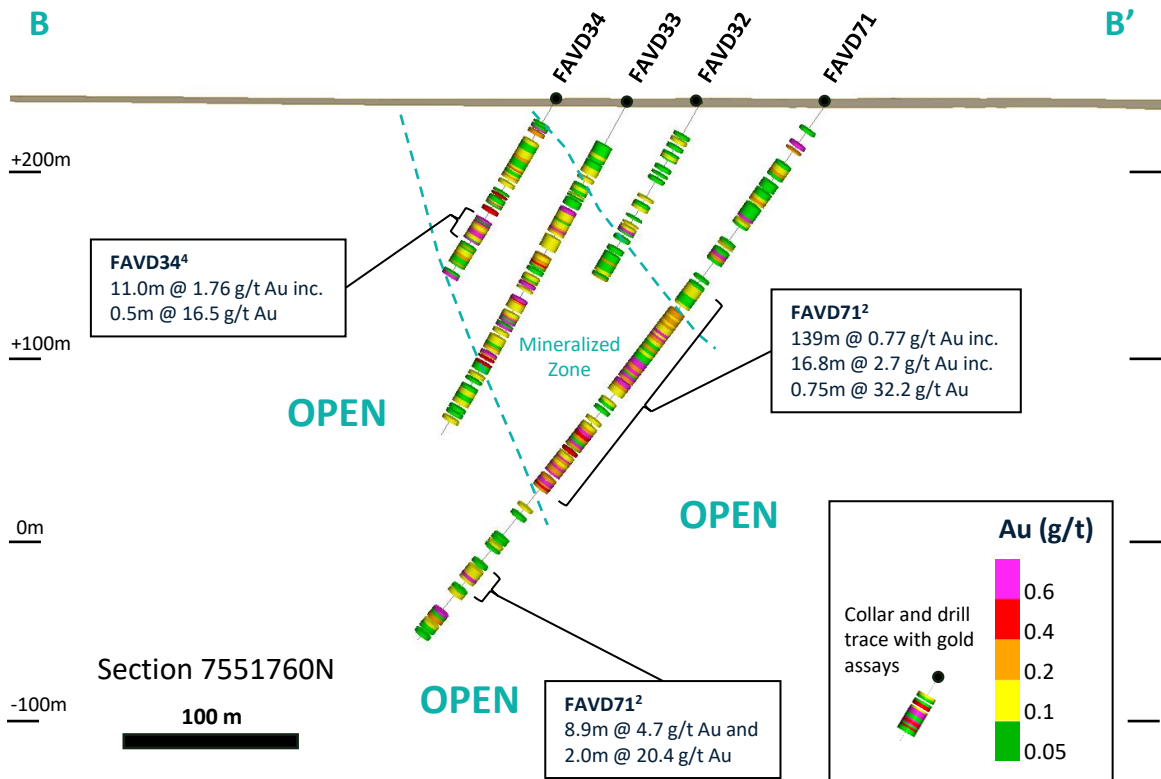 B
B'
FAVD34
FAVD33
FAVD32
FAVD71
+200m
+100m
0m
-100m
FAVD34⁴
11.0m @ 1.76 g/t Au inc.
0.5m @ 16.5 g/t Au
FAVD71²
139m @ 0.77 g/t Au inc.
16.8m @ 2.7 g/t Au inc.
0.75m @ 32.2 g/t Au
Mineralized
Zone
OPEN
OPEN
OPEN
FAVD71²
8.9m @ 4.7 g/t Au and
2.0m @ 20.4 g/t Au
Section 7551760N
100 m
Au (g/t)
0.6
0.4
0.2
0.1
0.05
Collar and drill
trace with gold
assays